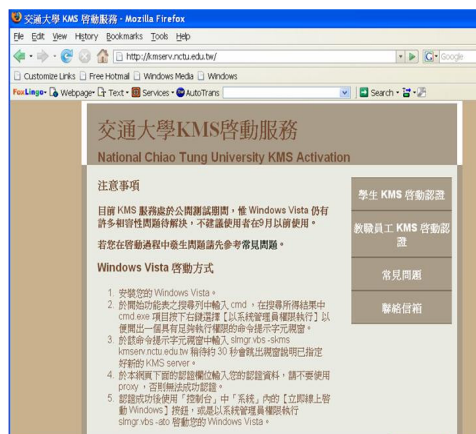 交通大學 KMS 啓動服務 - Mozilla Firefox
File Edit View History Bookmarks Tools Help
http://kmserv.nctu.edu.tw/
Google
Customize Links Free Hotmail Windows Media Windows
FoxLingo Webpage Text Services AutoTrans Search
交通大學KMS啓動服務
National Chiao Tung University KMS Activation
注意事項
目前 KMS 服務處於公開測試期間，惟 Windows Vista 仍有
許多相容性問題待解決，不建議使用者在9月以前使用。
若您在啓動過程中發生問題請先參考常見問題。
Windows Vista 啓動方式
1. 安裝您的 Windows Vista。
2. 於開始功能表之搜尋列中輸入 cmd ，在搜尋所得結果中
cmd.exe 項目按下右鍵選擇【以系統管理員權限執行】以
便開出一個具有足夠執行權限的命令提示字元視窗。
3. 於該命令提示字元視窗中輸入 slmgr.vbs -skms
kmserv.nctu.edu.tw 稍待約 30 秒會跳出視窗說明已指定
好新的 KMS server。
4. 於本網頁下面的認證欄位輸入您的認證資料，請不要使用
proxy ，否則無法成功認證。
5. 認證成功後使用「控制台」中「系統」內的【立即線上啓
動 Windows】按鈕，或是以系統管理員權限執行
slmgr.vbs -ato 啓動您的 Windows Vista。
學生 KMS 啓動認證
教職員工 KMS 啓動認
證
常見問題
聯絡信箱